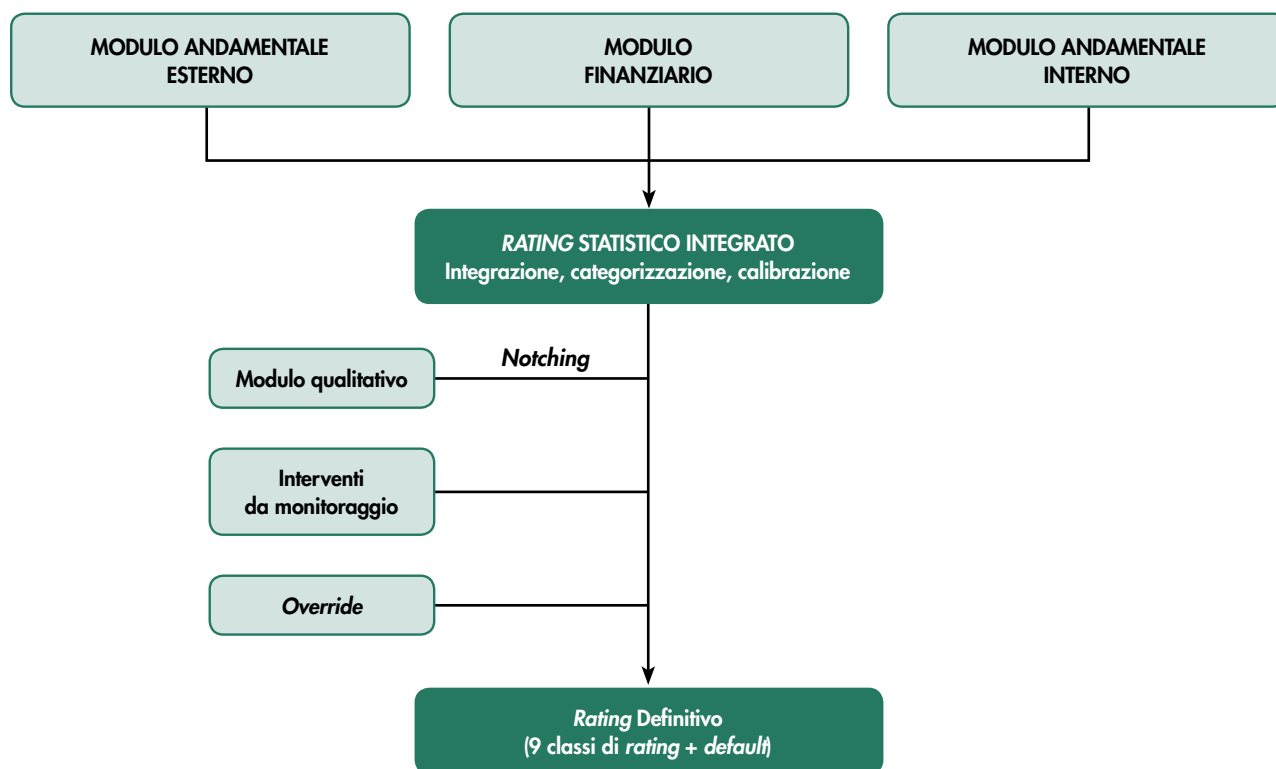 MODULO ANDAMENTALE
ESTERNO
MODULO
FINANZIARIO
MODULO ANDAMENTALE
INTERNO
RATING STATISTICO INTEGRATO
Integrazione, categorizzazione, calibrazione
Notching
Modulo qualitativo
Interventi
da monitoraggio
Override
Rating Definitivo
(9 classi di rating + default)